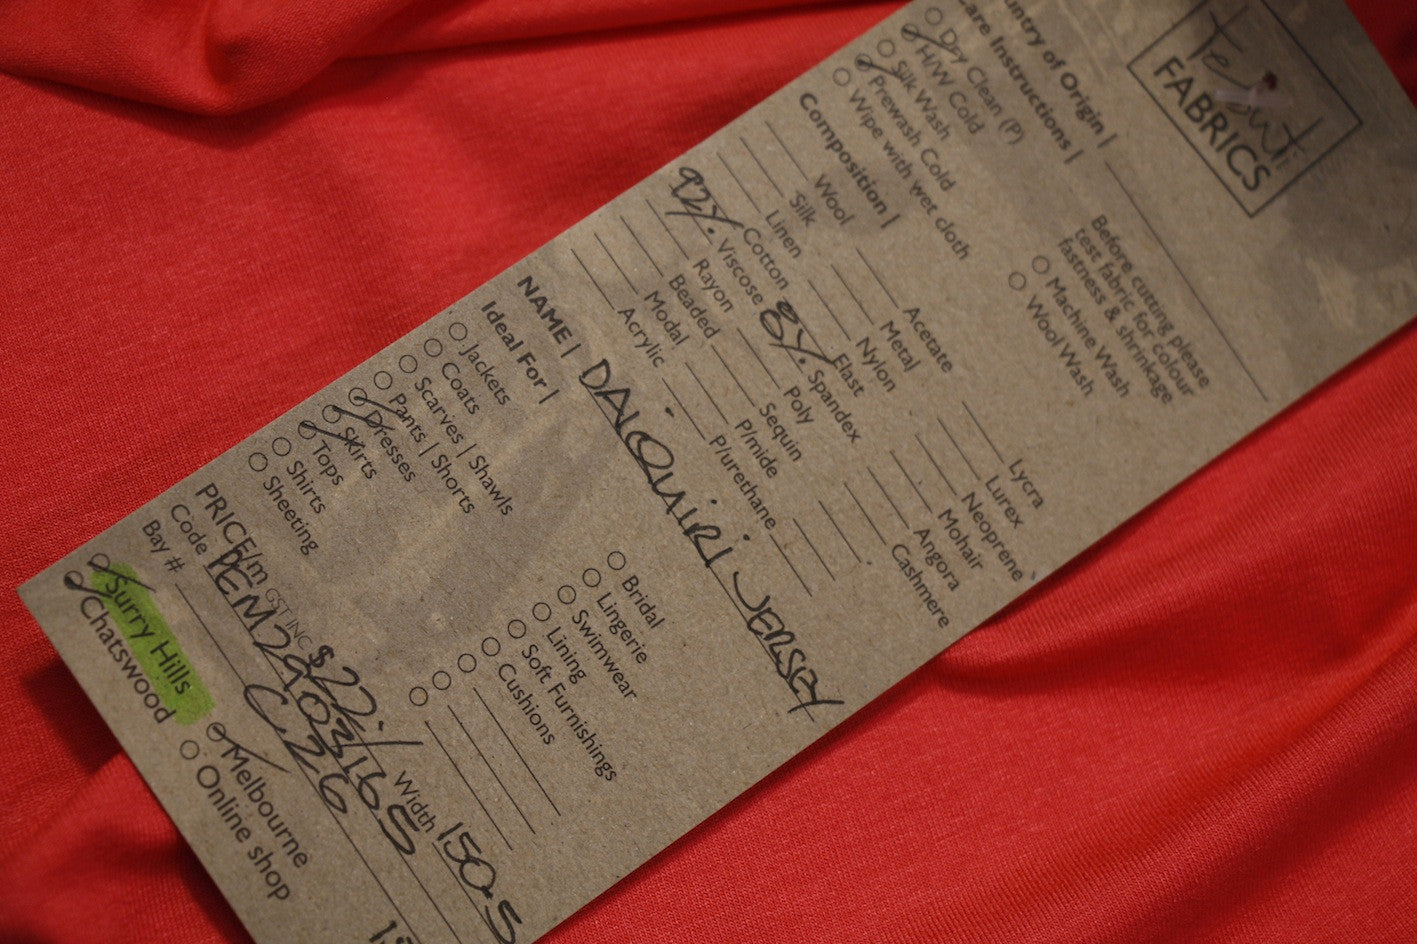 FABRICS
Country of Origin |
Care Instructions |
Dry Clean (P)
H/W Cold
Silk Wash
Prewash Cold
Wipe with wet cloth
Before cutting please
test fabric for colour
fastness & shrinkage
Machine Wash
Wool Wash
Composition |
Wool Acetate Lycra
Silk Metal Lurex
Linen Nylon Neoprene
Cotton 8% Elast Mohair
92% Viscose Spandex Angora
Rayon Poly Cashmere
Beaded Sequin
Modal P/mide
Acrylic P/urethane
NAME | DAIQUIRI JERSEY
Ideal For |
Jackets Bridal
Coats Lingerie
Scarves | Shawls Swimwear
Pants | Shorts Lining
Dresses Soft Furnishings
Skirts Cushions
Tops
Shirts
Sheeting
PRICE/m GST INC $22.- Width 150
Code
Bay # C.26
Surry Hills Melbourne
Chatswood Online shop